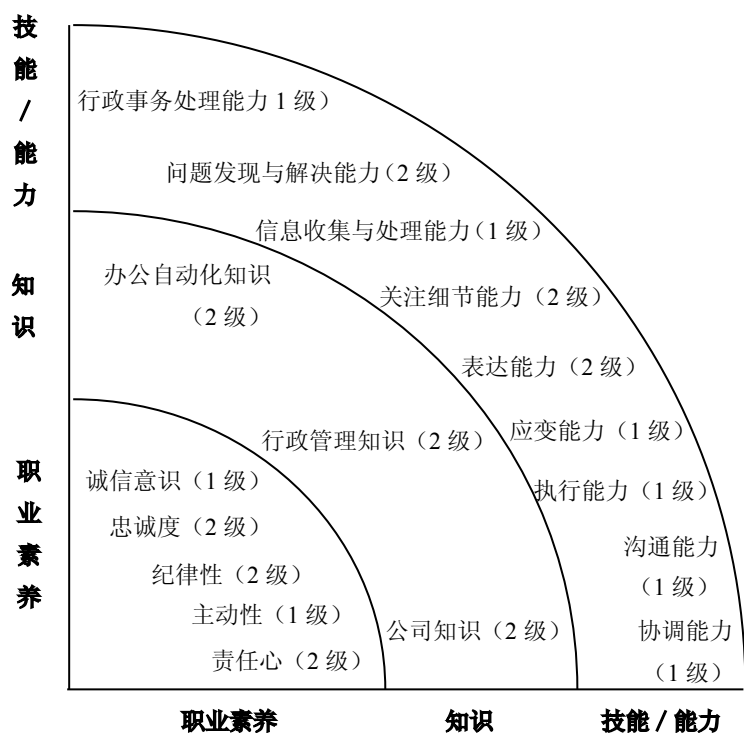 技能/能力
行政事务处理能力 1 级）
问题发现与解决能力（2 级）
信息收集与处理能力（1 级）
知识
办公自动化知识
（2 级）
关注细节能力（2 级）
表达能力（2 级）
行政管理知识（2 级）
应变能力（1 级）
职业素养
诚信意识（1 级）
执行能力（1 级）
忠诚度（2 级）
沟通能力
（1 级）
纪律性（2 级）
主动性（1 级）
公司知识（2 级）
协调能力
（1 级）
责任心（2 级）
职业素养
知识
技能/能力